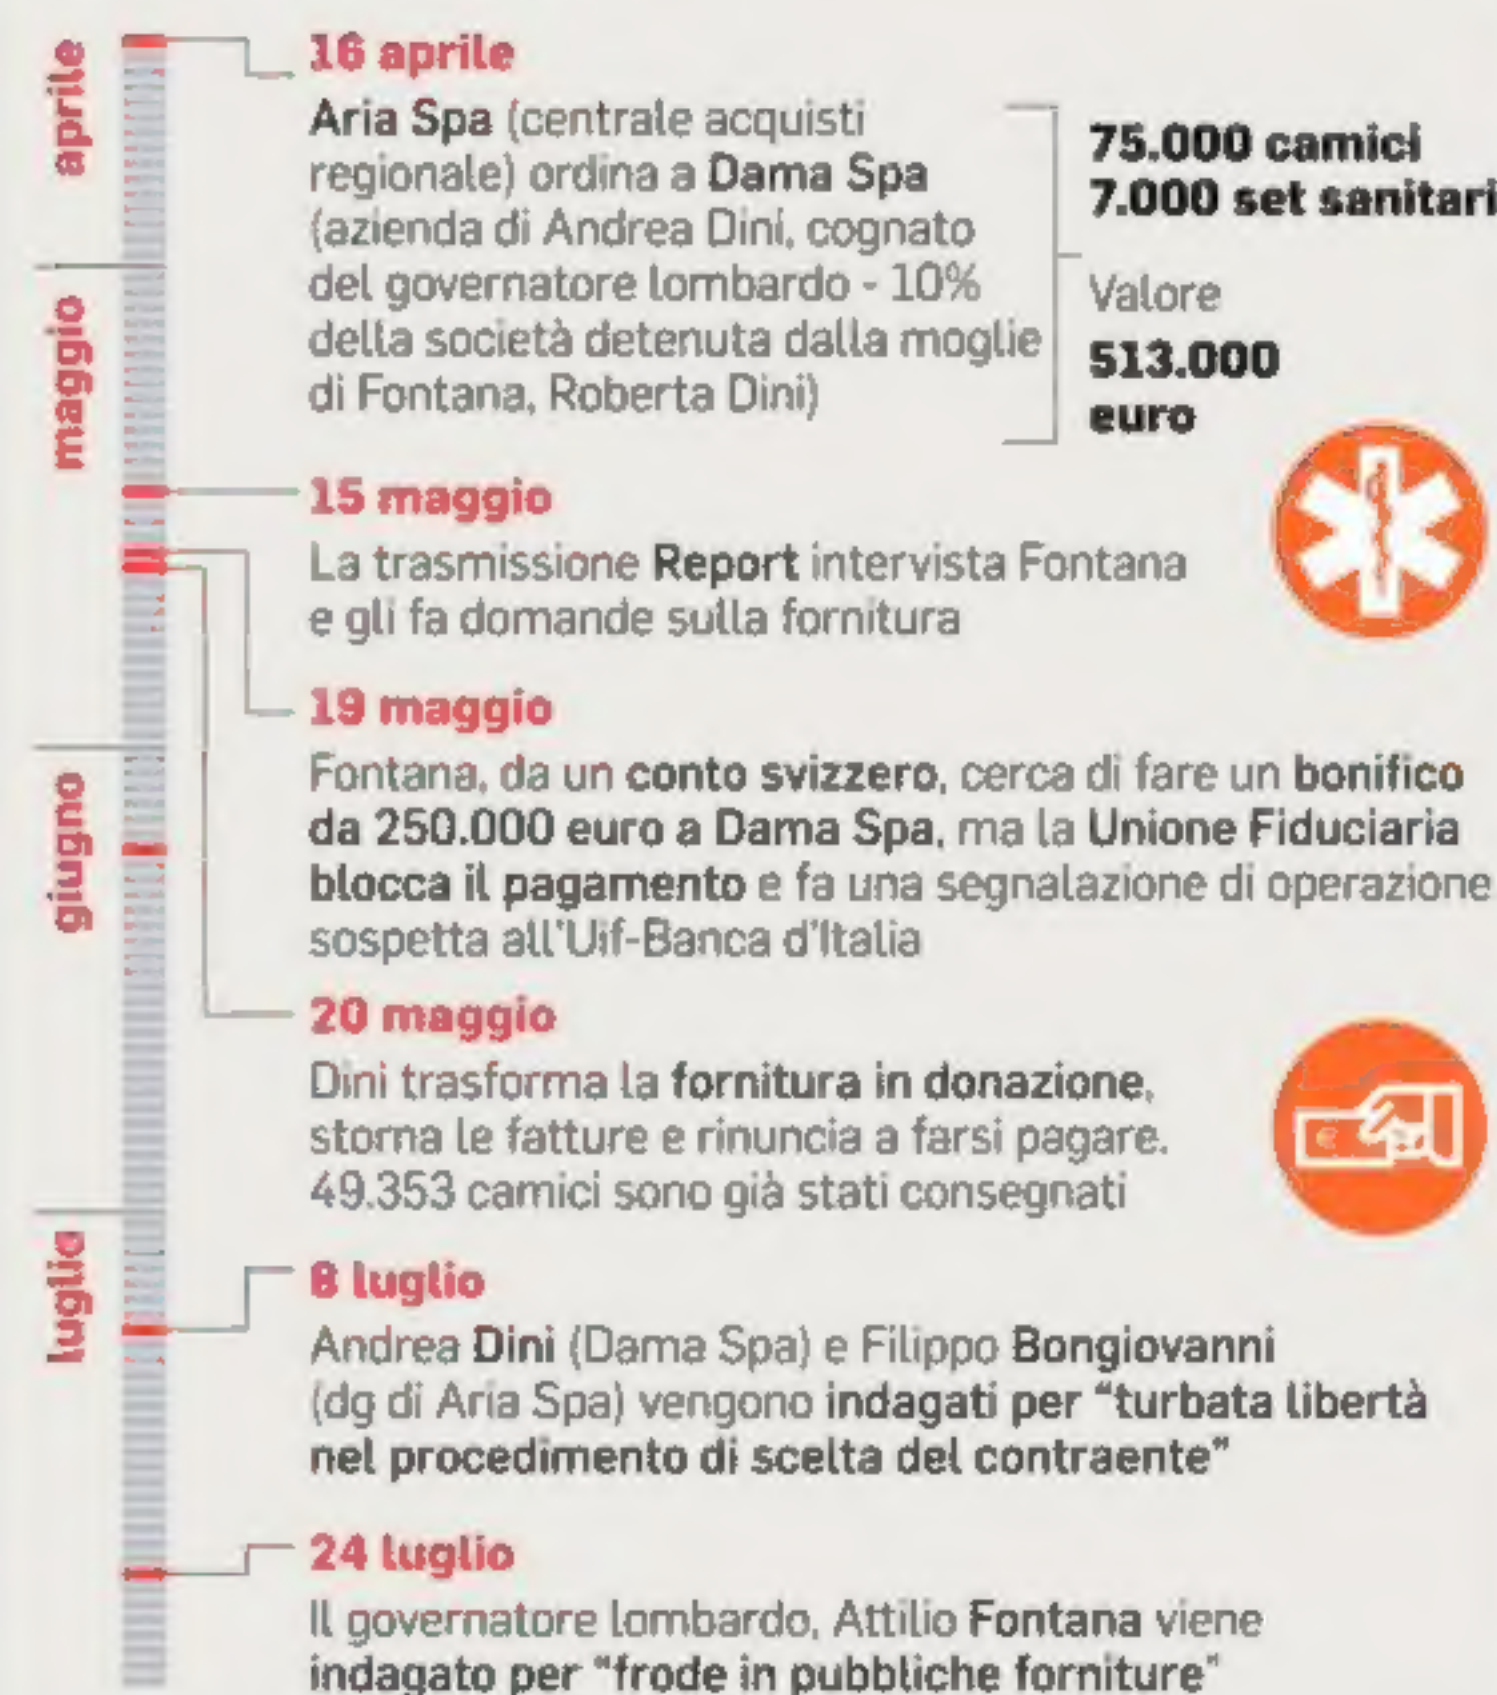 aprile
16 aprile
Aria Spa (centrale acquisti
regionale) ordina a Dama Spa
(azienda di Andrea Dini, cognato
del governatore lombardo - 10%
della società detenuta dalla moglie
di Fontana, Roberta Dini)
75.000 camici
7.000 set sanitari
Valore
513.000
euro
maggio
15 maggio
La trasmissione Report intervista Fontana
e gli fa domande sulla fornitura
19 maggio
Fontana, da un conto svizzero, cerca di fare un bonifico
da 250.000 euro a Dama Spa, ma la Unione Fiduciaria
blocca il pagamento e fa una segnalazione di operazione
sospetta all'Uif-Banca d'Italia
giugno
20 maggio
Dini trasforma la fornitura in donazione,
storna le fatture e rinuncia a farsi pagare.
49.353 camici sono già stati consegnati
€
luglio
8 luglio
Andrea Dini (Dama Spa) e Filippo Bongiovanni
(dg di Aria Spa) vengono indagati per “turbata libertà
nel procedimento di scelta del contraente”
24 luglio
Il governatore lombardo, Attilio Fontana viene
indagato per “frode in pubbliche forniture”